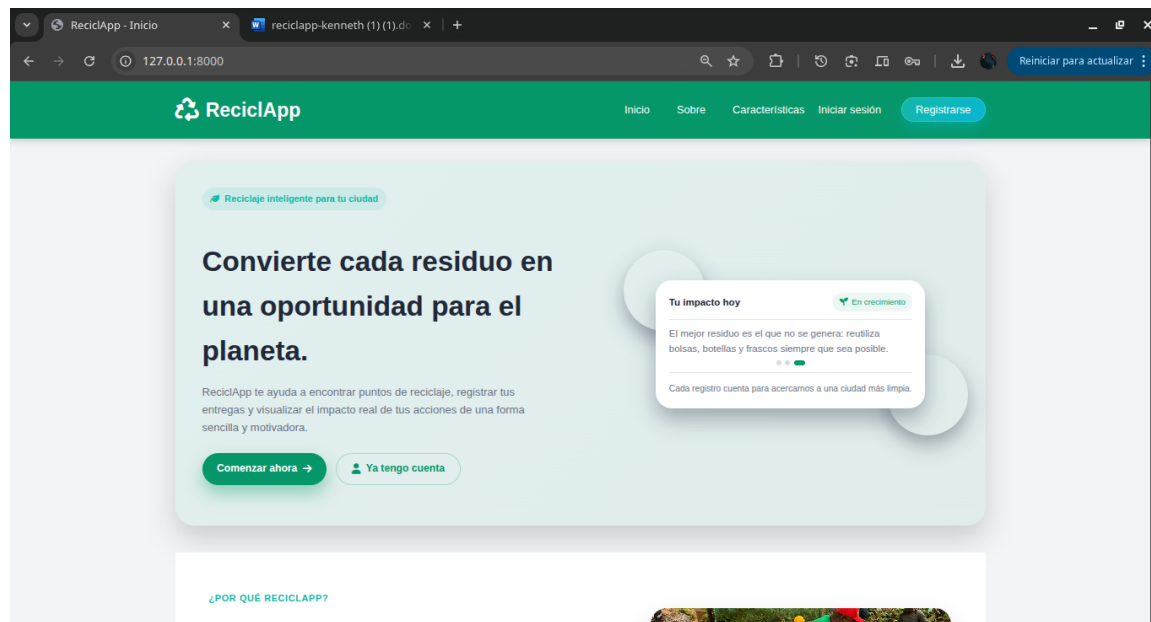 ReciclApp - Inicio
reciclapp-kenneth (1) (1).do
127.0.0.1:8000
Reiniciar para actualizar
ReciclApp
Inicio
Sobre
Características
Iniciar sesión
Registrarse
Reciclaje inteligente para tu ciudad
Convierte cada residuo en
una oportunidad para el
planeta.
ReciclApp te ayuda a encontrar puntos de reciclaje, registrar tus
entregas y visualizar el impacto real de tus acciones de una forma
sencilla y motivadora.
Comenzar ahora →
Ya tengo cuenta
Tu impacto hoy
En crecimiento
El mejor residuo es el que no se genera: reutiliza
bolsas, botellas y frascos siempre que sea posible.
Cada registro cuenta para acercarnos a una ciudad más limpia.
¿POR QUÉ RECICLAPP?